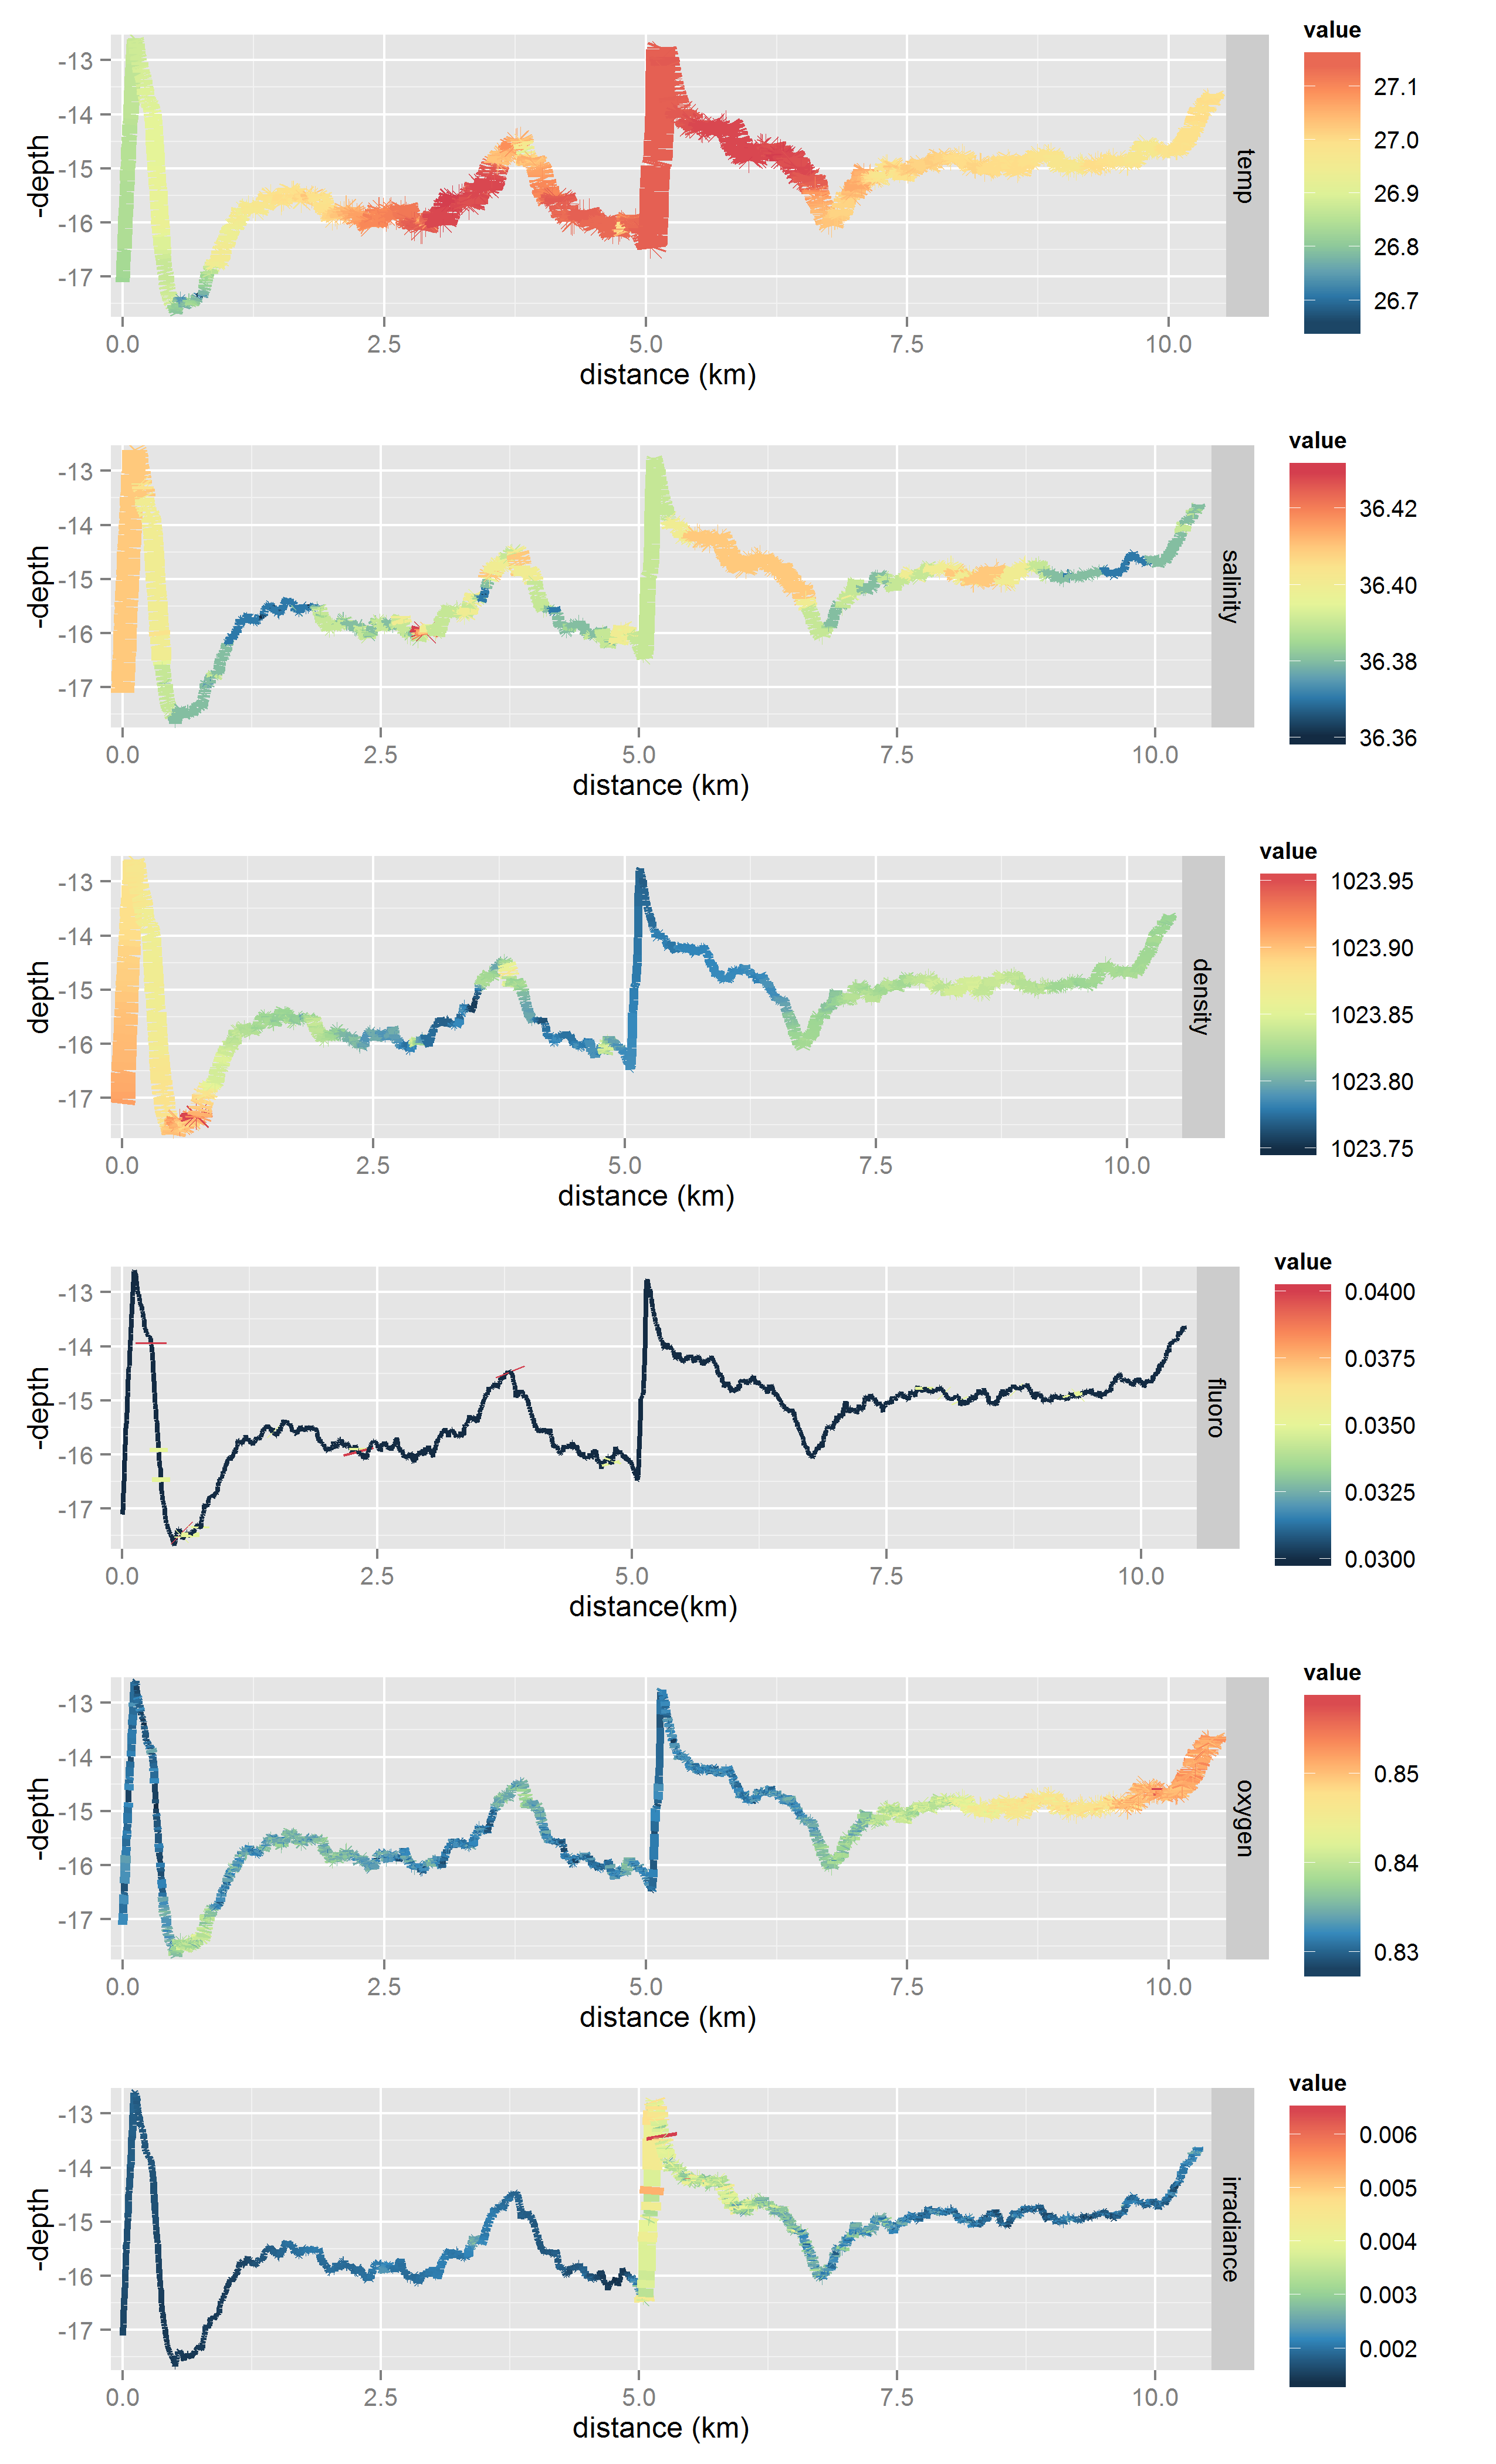 value
-13
-14
-15
-16
-17
-depth
temp
27.1
27.0
26.9
26.8
26.7
0.0 2.5 5.0 7.5 10.0
distance (km)
value
-13
-14
-15
-16
-17
-depth
salinity
36.42
36.40
36.38
36.36
0.0 2.5 5.0 7.5 10.0
distance (km)
value
-13
-14
-15
-16
-17
depth
density
1023.95
1023.90
1023.85
1023.80
1023.75
0.0 2.5 5.0 7.5 10.0
distance (km)
value
-13
-14
-15
-16
-17
-depth
fluoro
0.0400
0.0375
0.0350
0.0325
0.0300
0.0 2.5 5.0 7.5 10.0
distance(km)
value
-13
-14
-15
-16
-17
-depth
oxygen
0.85
0.84
0.83
0.0 2.5 5.0 7.5 10.0
distance (km)
value
-13
-14
-15
-16
-17
-depth
irradiance
0.006
0.005
0.004
0.003
0.002
0.0 2.5 5.0 7.5 10.0
distance (km)